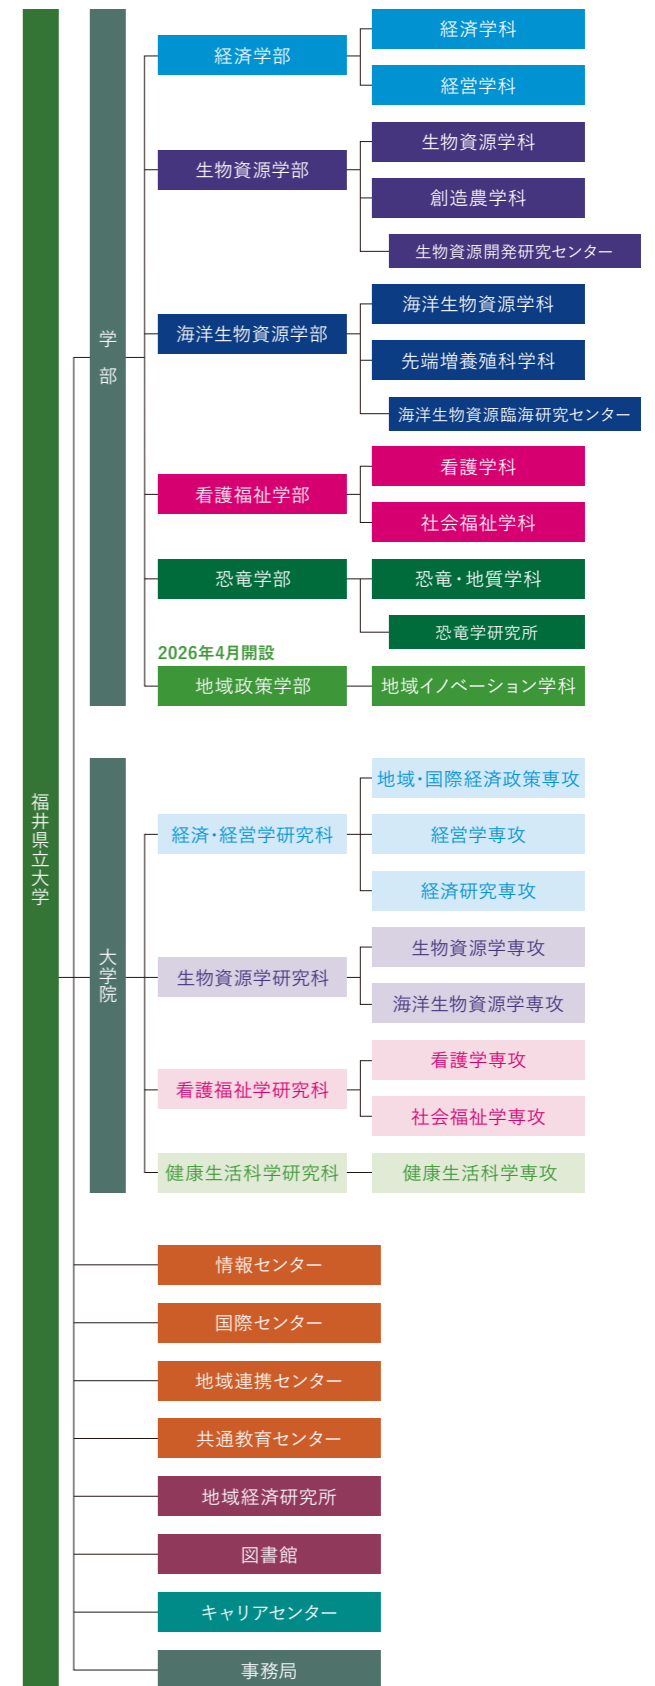 福井県立大学
学部
経済学部
経済学科
経営学科
生物資源学部
生物資源学科
創造農学科
生物資源開発研究センター
海洋生物資源学部
海洋生物資源学科
先端増養殖科学科
海洋生物資源臨海研究センター
看護福祉学部
看護学科
社会福祉学科
恐竜学部
恐竜・地質学科
恐竜学研究所
2026年4月開設
地域政策学部
地域イノベーション学科
大学院
経済・経営学研究科
地域・国際経済政策専攻
経営学専攻
経済研究専攻
生物資源学研究科
生物資源学専攻
海洋生物資源学専攻
看護福祉学研究科
看護学専攻
社会福祉学専攻
健康生活科学研究科
健康生活科学専攻
情報センター
国際センター
地域連携センター
共通教育センター
地域経済研究所
図書館
キャリアセンター
事務局